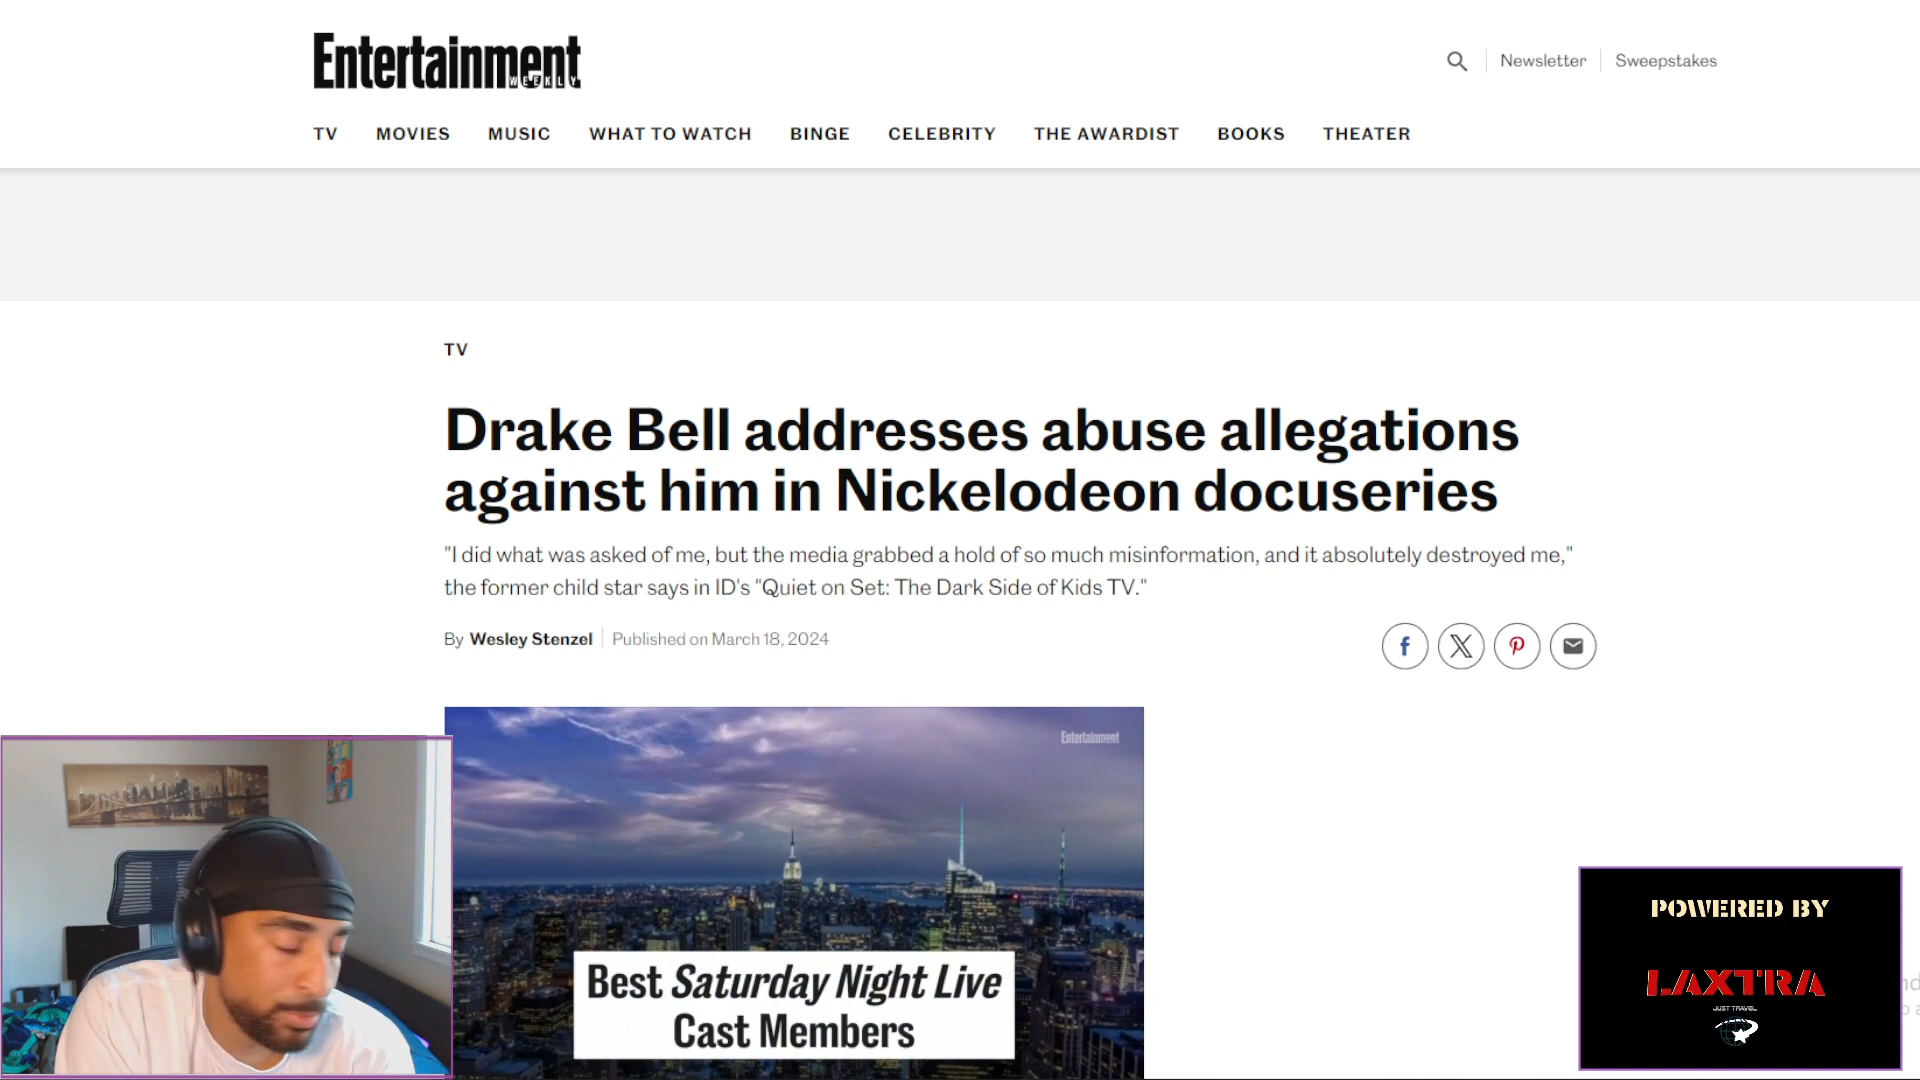 Entertainment
WEEKLY
Newsletter
Sweepstakes
TV
MOVIES
MUSIC
WHAT TO WATCH
BINGE
CELEBRITY
THE AWARDIST
BOOKS
THEATER
TV
Drake Bell addresses abuse allegations
against him in Nickelodeon docuseries
"I did what was asked of me, but the media grabbed a hold of so much misinformation, and it absolutely destroyed me,"
the former child star says in ID's "Quiet on Set: The Dark Side of Kids TV."
By Wesley Stenzel
Published on March 18, 2024
Entertainment
Best Saturday Night Live
Cast Members
POWERED BY
LAXTRA
JUST TRAVEL